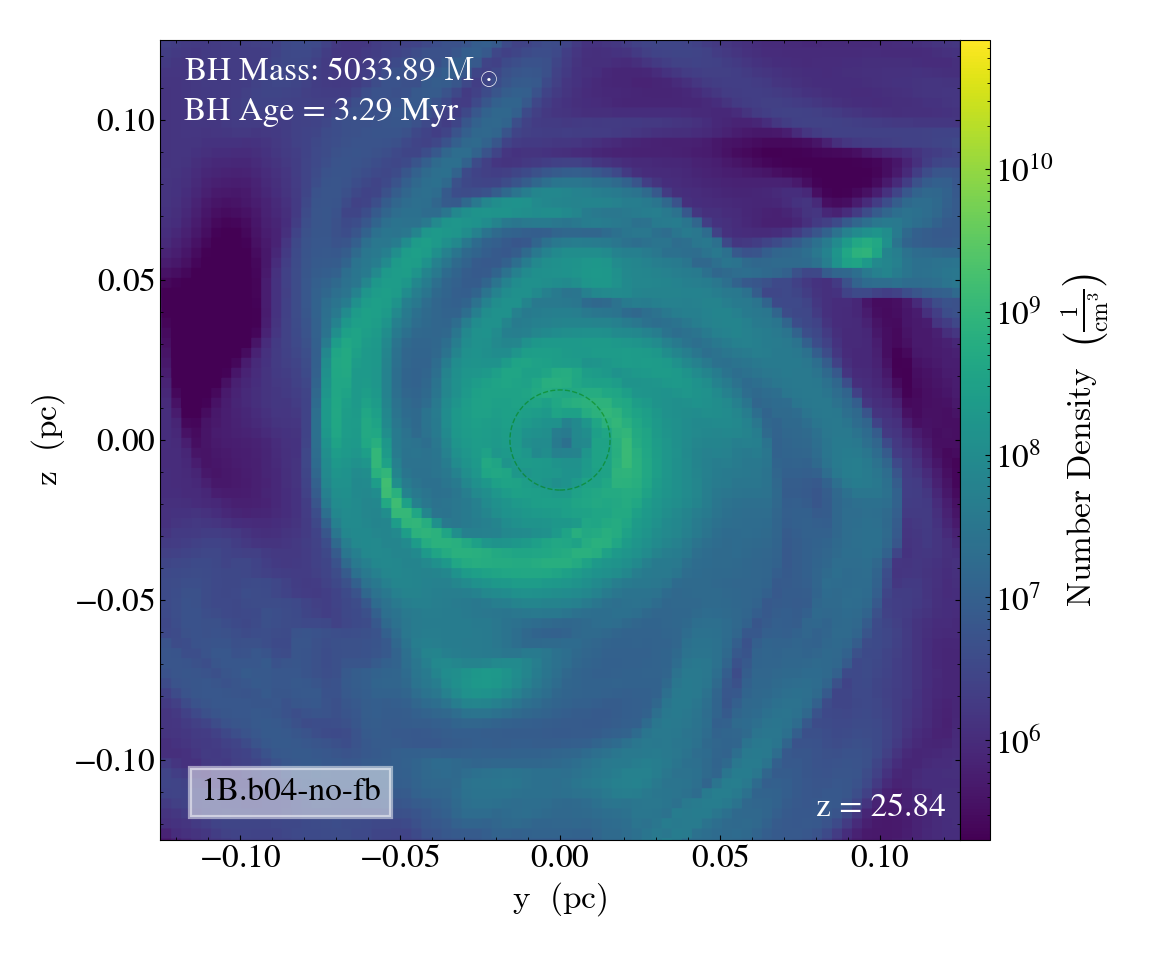 BH Mass: 5033.89 M⊙
BH Age = 3.29 Myr
0.10
0.05
0.00
−0.05
−0.10
z (pc)
1B.b04-no-fb
z = 25.84
−0.10 −0.05 0.00 0.05 0.10
y (pc)
10¹⁰
10⁹
10⁸
10⁷
10⁶
Number Density (1/cm³)